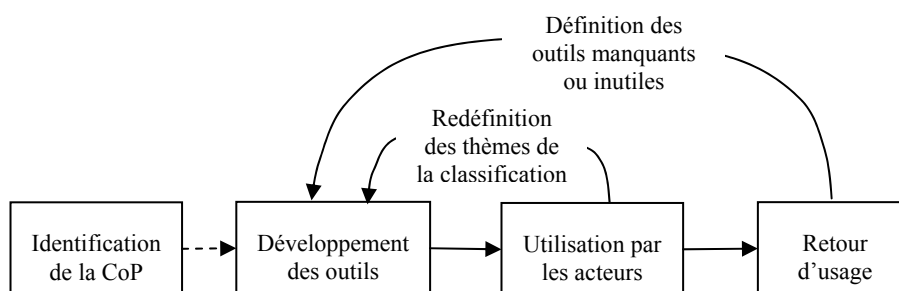 Définition des
outils manquants
ou inutiles
Redéfinition
des thèmes de
la classification
Identification
de la CoP
Développement
des outils
Utilisation par
les acteurs
Retour
d’usage